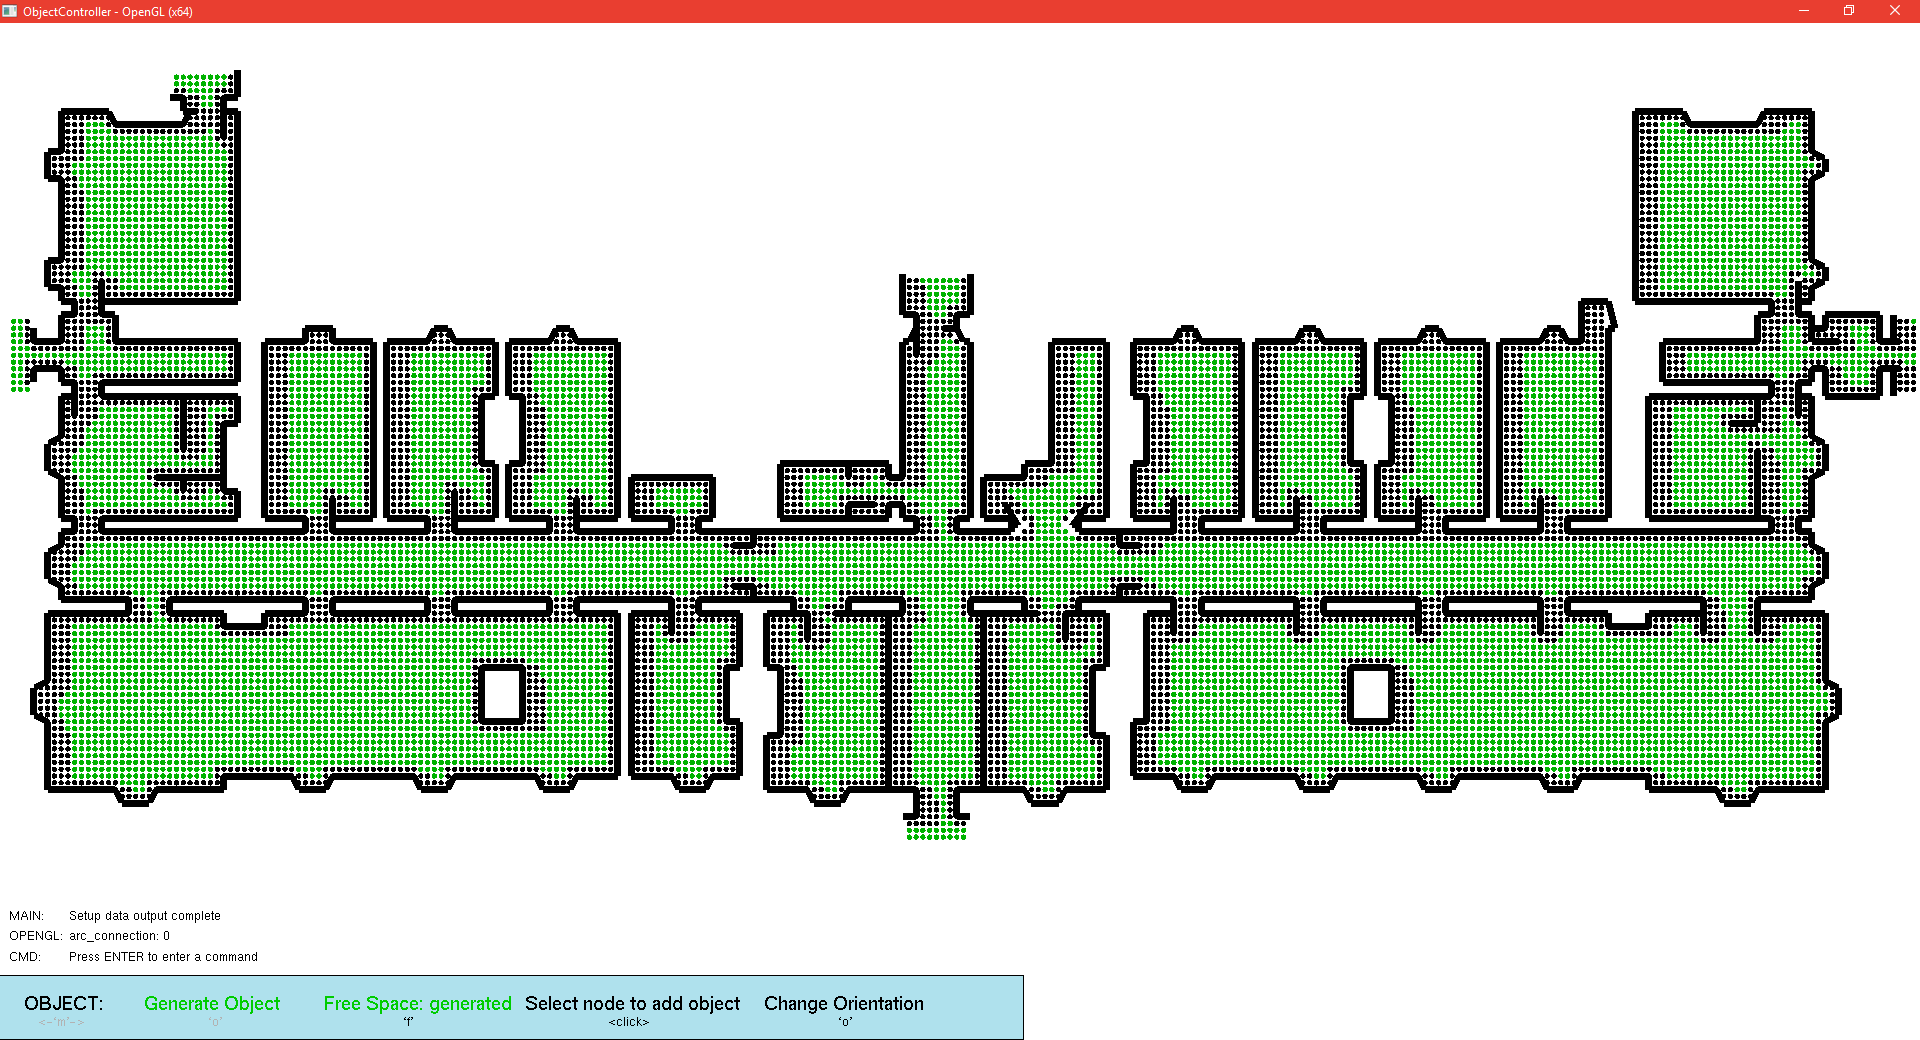 ObjectController - OpenGL (x64)
MAIN: Setup data output complete
OPENGL: arc_connection: 0
CMD: Press ENTER to enter a command
OBJECT: Generate Object Free Space: generated Select node to add object Change Orientation
<-'m'-> 'o' 'f' <click> 'o'